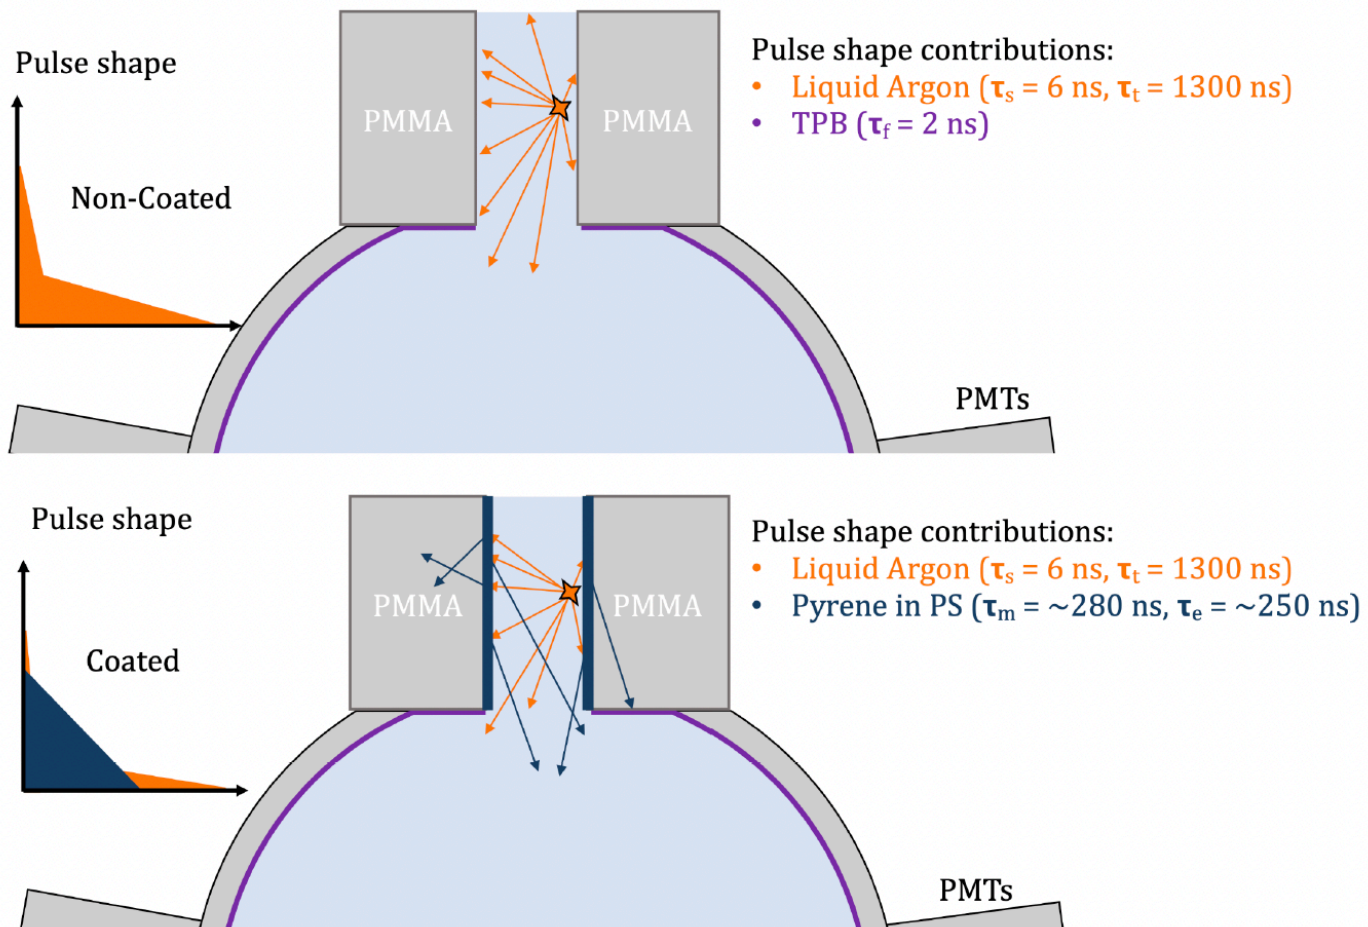 Pulse shape
Non-Coated
PMMA
PMMA
Pulse shape contributions:
• Liquid Argon (τs = 6 ns, τt = 1300 ns)
• TPB (τf = 2 ns)
PMTs
Pulse shape
Coated
PMMA
PMMA
Pulse shape contributions:
• Liquid Argon (τs = 6 ns, τt = 1300 ns)
• Pyrene in PS (τm = ~280 ns, τe = ~250 ns)
PMTs